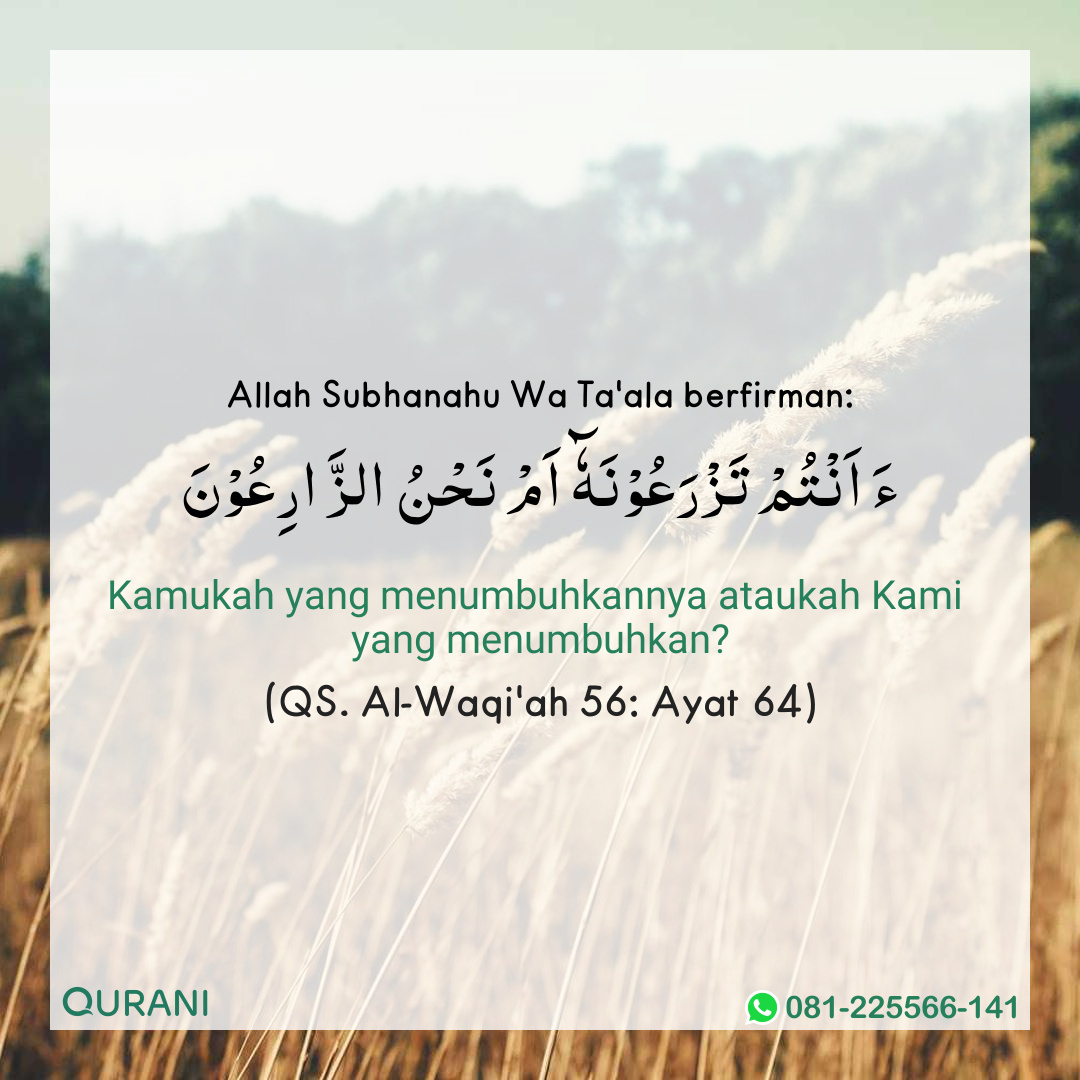 Allah Subhanahu Wa Ta'ala berfirman:
ءَاَنْتُمْ تَزْرَعُوْنَهٗۤ اَمْ نَحْنُ الزَّارِعُوْنَ
Kamukah yang menumbuhkannya ataukah Kami
yang menumbuhkan?
(QS. Al-Waqi'ah 56: Ayat 64)
QURANI
081-225566-141